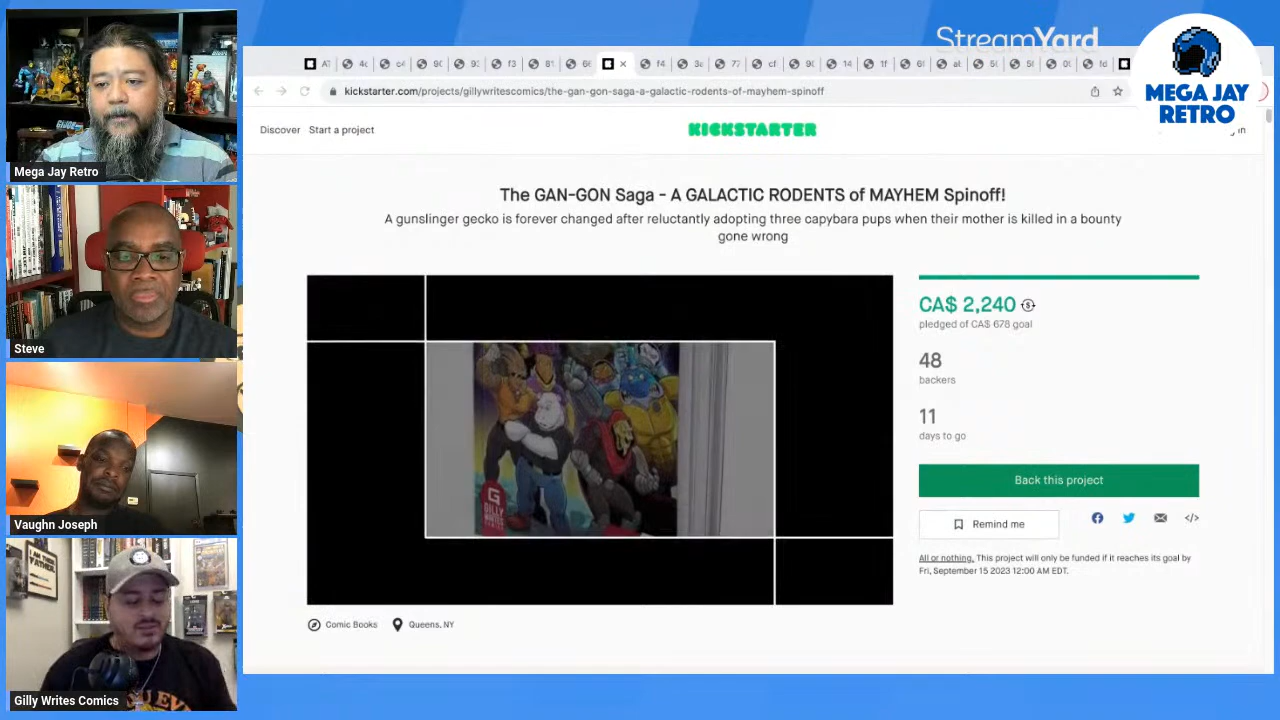 StreamYard
MEGA JAY
RETRO
kickstarter.com/projects/gillywritescomics/the-gan-gon-saga-a-galactic-rodents-of-mayhem-spinoff
Discover Start a project
KICKSTARTER
The GAN-GON Saga - A GALACTIC RODENTS of MAYHEM Spinoff!
A gunslinger gecko is forever changed after reluctantly adopting three capybara pups when their mother is killed in a bounty
gone wrong
CA$ 2,240
pledged of CA$ 678 goal
48
backers
11
days to go
Back this project
Remind me
All or nothing. This project will only be funded if it reaches its goal by
Fri, September 15 2023 12:00 AM EDT.
Comic Books
Queens, NY
Mega Jay Retro
Steve
Vaughn Joseph
I AM THEIR
FATHER.
Gilly Writes Comics